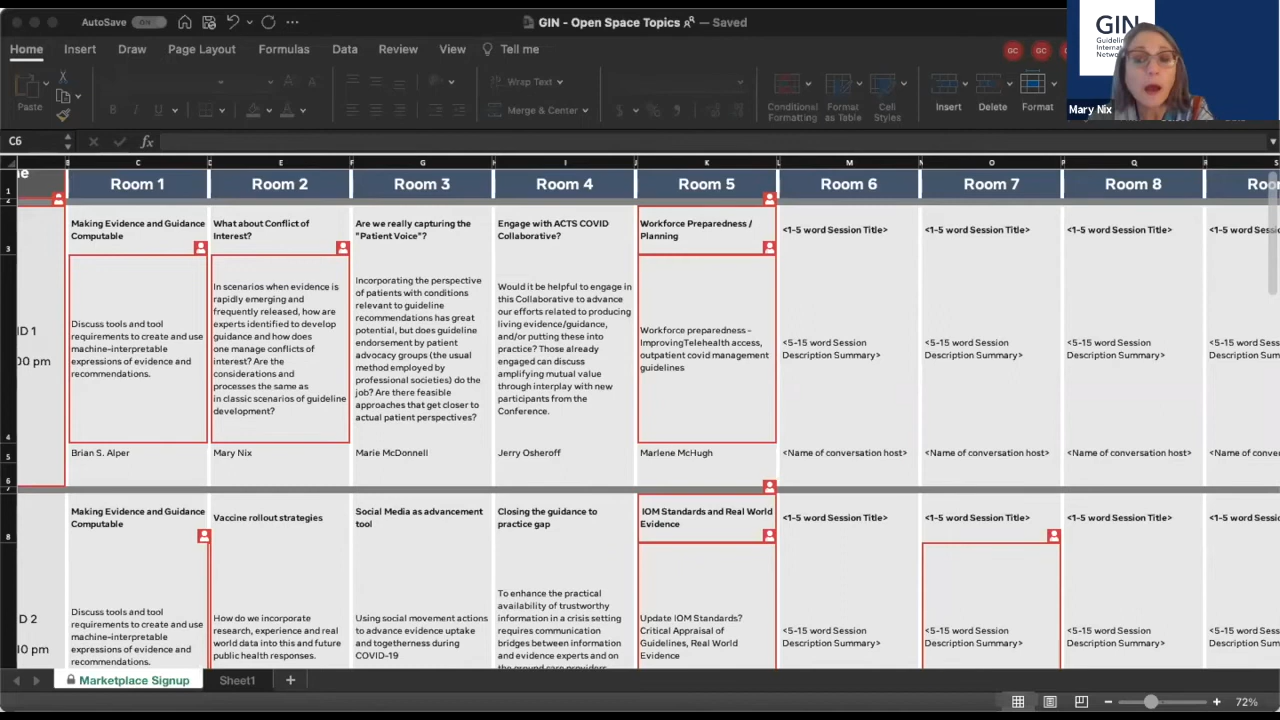 AutoSave ON
GIN - Open Space Topics — Saved
Home Insert Draw Page Layout Formulas Data Review View Tell me
GC GC
Paste
Wrap Text
B I U
Merge & Center
Conditional Formatting
Format as Table
Cell Styles
Insert
Delete
Format
GIN
Mary Nix
C6
fx
C E G I K M O Q S
1
Room 1 Room 2 Room 3 Room 4 Room 5 Room 6 Room 7 Room 8
2
3
Making Evidence and Guidance
Computable
What about Conflict of
Interest?
Are we really capturing the
"Patient Voice"?
Engage with ACTS COVID
Collaborative?
Workforce Preparedness /
Planning
<1-5 word Session Title>
<1-5 word Session Title>
<1-5 word Session Title>
4
Discuss tools and tool
requirements to create and use
machine-interpretable
expressions of evidence and
recommendations.
In scenarios when evidence is
rapidly emerging and
frequently released, how are
experts identified to develop
guidance and how does
one manage conflicts of
interest? Are the
considerations and
processes the same as
in classic scenarios of guideline
development?
Incorporating the perspective
of patients with conditions
relevant to guideline
recommendations has great
potential, but does guideline
endorsement by patient
advocacy groups (the usual
method employed by
professional societies) do the
job? Are there feasible
approaches that get closer to
actual patient perspectives?
Would it be helpful to engage in
this Collaborative to advance
our efforts related to producing
living evidence/guidance,
and/or putting these into
practice? Those already
engaged can discuss
amplifying mutual value
through interplay with new
participants from the
Conference.
Workforce preparedness -
ImprovingTelehealth access,
outpatient covid management
guidelines
<5-15 word Session
Description Summary>
<5-15 word Session
Description Summary>
<5-15 word Session
Description Summary>
5
Brian S. Alper
Mary Nix
Marie McDonnell
Jerry Osheroff
Marlene McHugh
<Name of conversation host>
<Name of conversation host>
<Name of conversation host>
6
8
Making Evidence and Guidance
Computable
Vaccine rollout strategies
Social Media as advancement
tool
Closing the guidance to
practice gap
IOM Standards and Real World
Evidence
<1-5 word Session Title>
<1-5 word Session Title>
<1-5 word Session Title>
Discuss tools and tool
requirements to create and use
machine-interpretable
expressions of evidence and
recommendations.
How do we incorporate
research, experience and real
world data into this and future
public health responses.
Using social movement actions
to advance evidence uptake
and togetherness during
COVID-19
To enhance the practical
availability of trustworthy
information in a crisis setting
requires communication
bridges between information
and evidence experts and on
the ground care providers
Update IOM Standards?
Critical Appraisal of
Guidelines, Real World
Evidence
<5-15 word Session
Description Summary>
<5-15 word Session
Description Summary>
<5-15 word Session
Description Summary>
Marketplace Signup Sheet1
72%